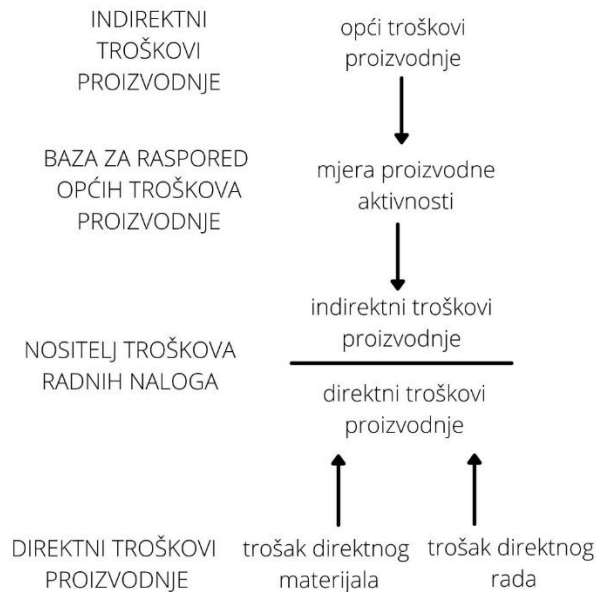 INDIREKTNI
TROŠKOVI
PROIZVODNJE
opći troškovi
proizvodnje
BAZA ZA RASPORED
OPĆIH TROŠKOVA
PROIZVODNJE
mjera proizvodne
aktivnosti
NOSITELJ TROŠKOVA
RADNIH NALOGA
indirektni troškovi
proizvodnje
direktni troškovi
proizvodnje
DIREKTNI TROŠKOVI
PROIZVODNJE
trošak direktnog
materijala
trošak direktnog
rada